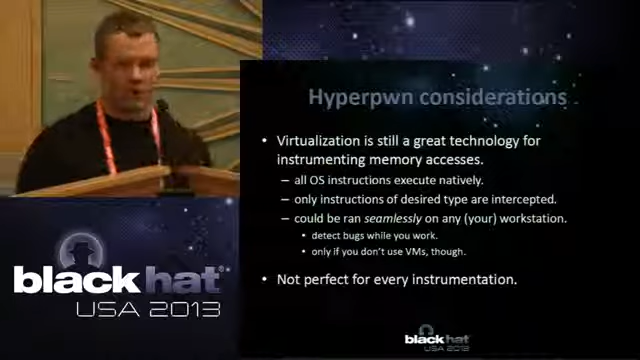 Hyperpwn considerations
• Virtualization is still a great technology for
instrumenting memory accesses.
– all OS instructions execute natively.
– only instructions of desired type are intercepted.
– could be ran seamlessly on any (your) workstation.
• detect bugs while you work.
• only if you don't use VMs, though.
• Not perfect for every instrumentation.
black hat®
USA 2013
black hat
USA 2013